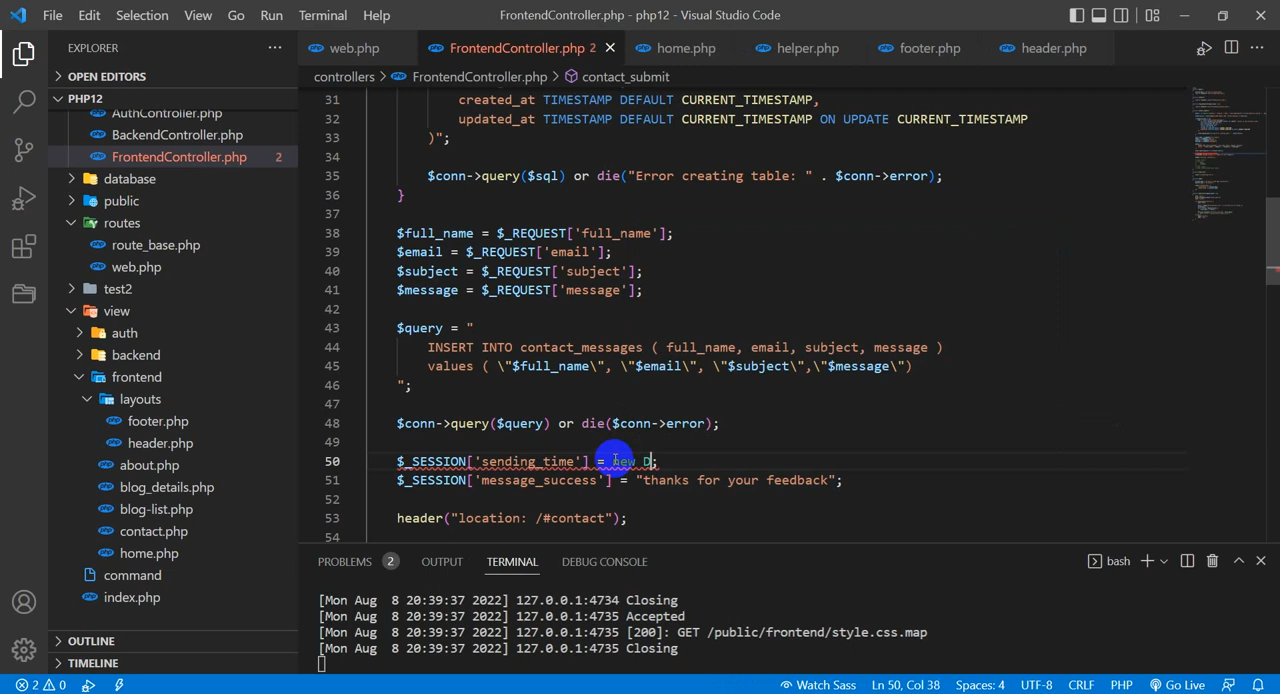 File Edit Selection View Go Run Terminal Help FrontendController.php - php12 - Visual Studio Code
EXPLORER
OPEN EDITORS
PHP12
AuthController.php
BackendController.php
FrontendController.php 2
database
public
routes
route_base.php
web.php
test2
view
auth
backend
frontend
layouts
footer.php
header.php
about.php
blog_details.php
blog-list.php
contact.php
home.php
command
index.php
OUTLINE
TIMELINE
web.php FrontendController.php 2 home.php helper.php footer.php header.php
controllers > FrontendController.php > contact_submit
31 created_at TIMESTAMP DEFAULT CURRENT_TIMESTAMP,
32 updated_at TIMESTAMP DEFAULT CURRENT_TIMESTAMP ON UPDATE CURRENT_TIMESTAMP
33 )";
34
35 $conn->query($sql) or die("Error creating table: " . $conn->error);
36 }
37
38 $full_name = $_REQUEST['full_name'];
39 $email = $_REQUEST['email'];
40 $subject = $_REQUEST['subject'];
41 $message = $_REQUEST['message'];
42
43 $query = "
44 INSERT INTO contact_messages ( full_name, email, subject, message )
45 values ( \"$full_name\", \"$email\", \"$subject\",\"$message\")
46 ";
47
48 $conn->query($query) or die($conn->error);
49
50 $_SESSION['sending_time'] = new D;
51 $_SESSION['message_success'] = "thanks for your feedback";
52
53 header("location: /#contact");
54
PROBLEMS 2 OUTPUT TERMINAL DEBUG CONSOLE bash
[Mon Aug 8 20:39:37 2022] 127.0.0.1:4734 Closing
[Mon Aug 8 20:39:37 2022] 127.0.0.1:4735 Accepted
[Mon Aug 8 20:39:37 2022] 127.0.0.1:4735 [200]: GET /public/frontend/style.css.map
[Mon Aug 8 20:39:37 2022] 127.0.0.1:4735 Closing
2 0 Watch Sass Ln 50, Col 38 Spaces: 4 UTF-8 CRLF PHP Go Live